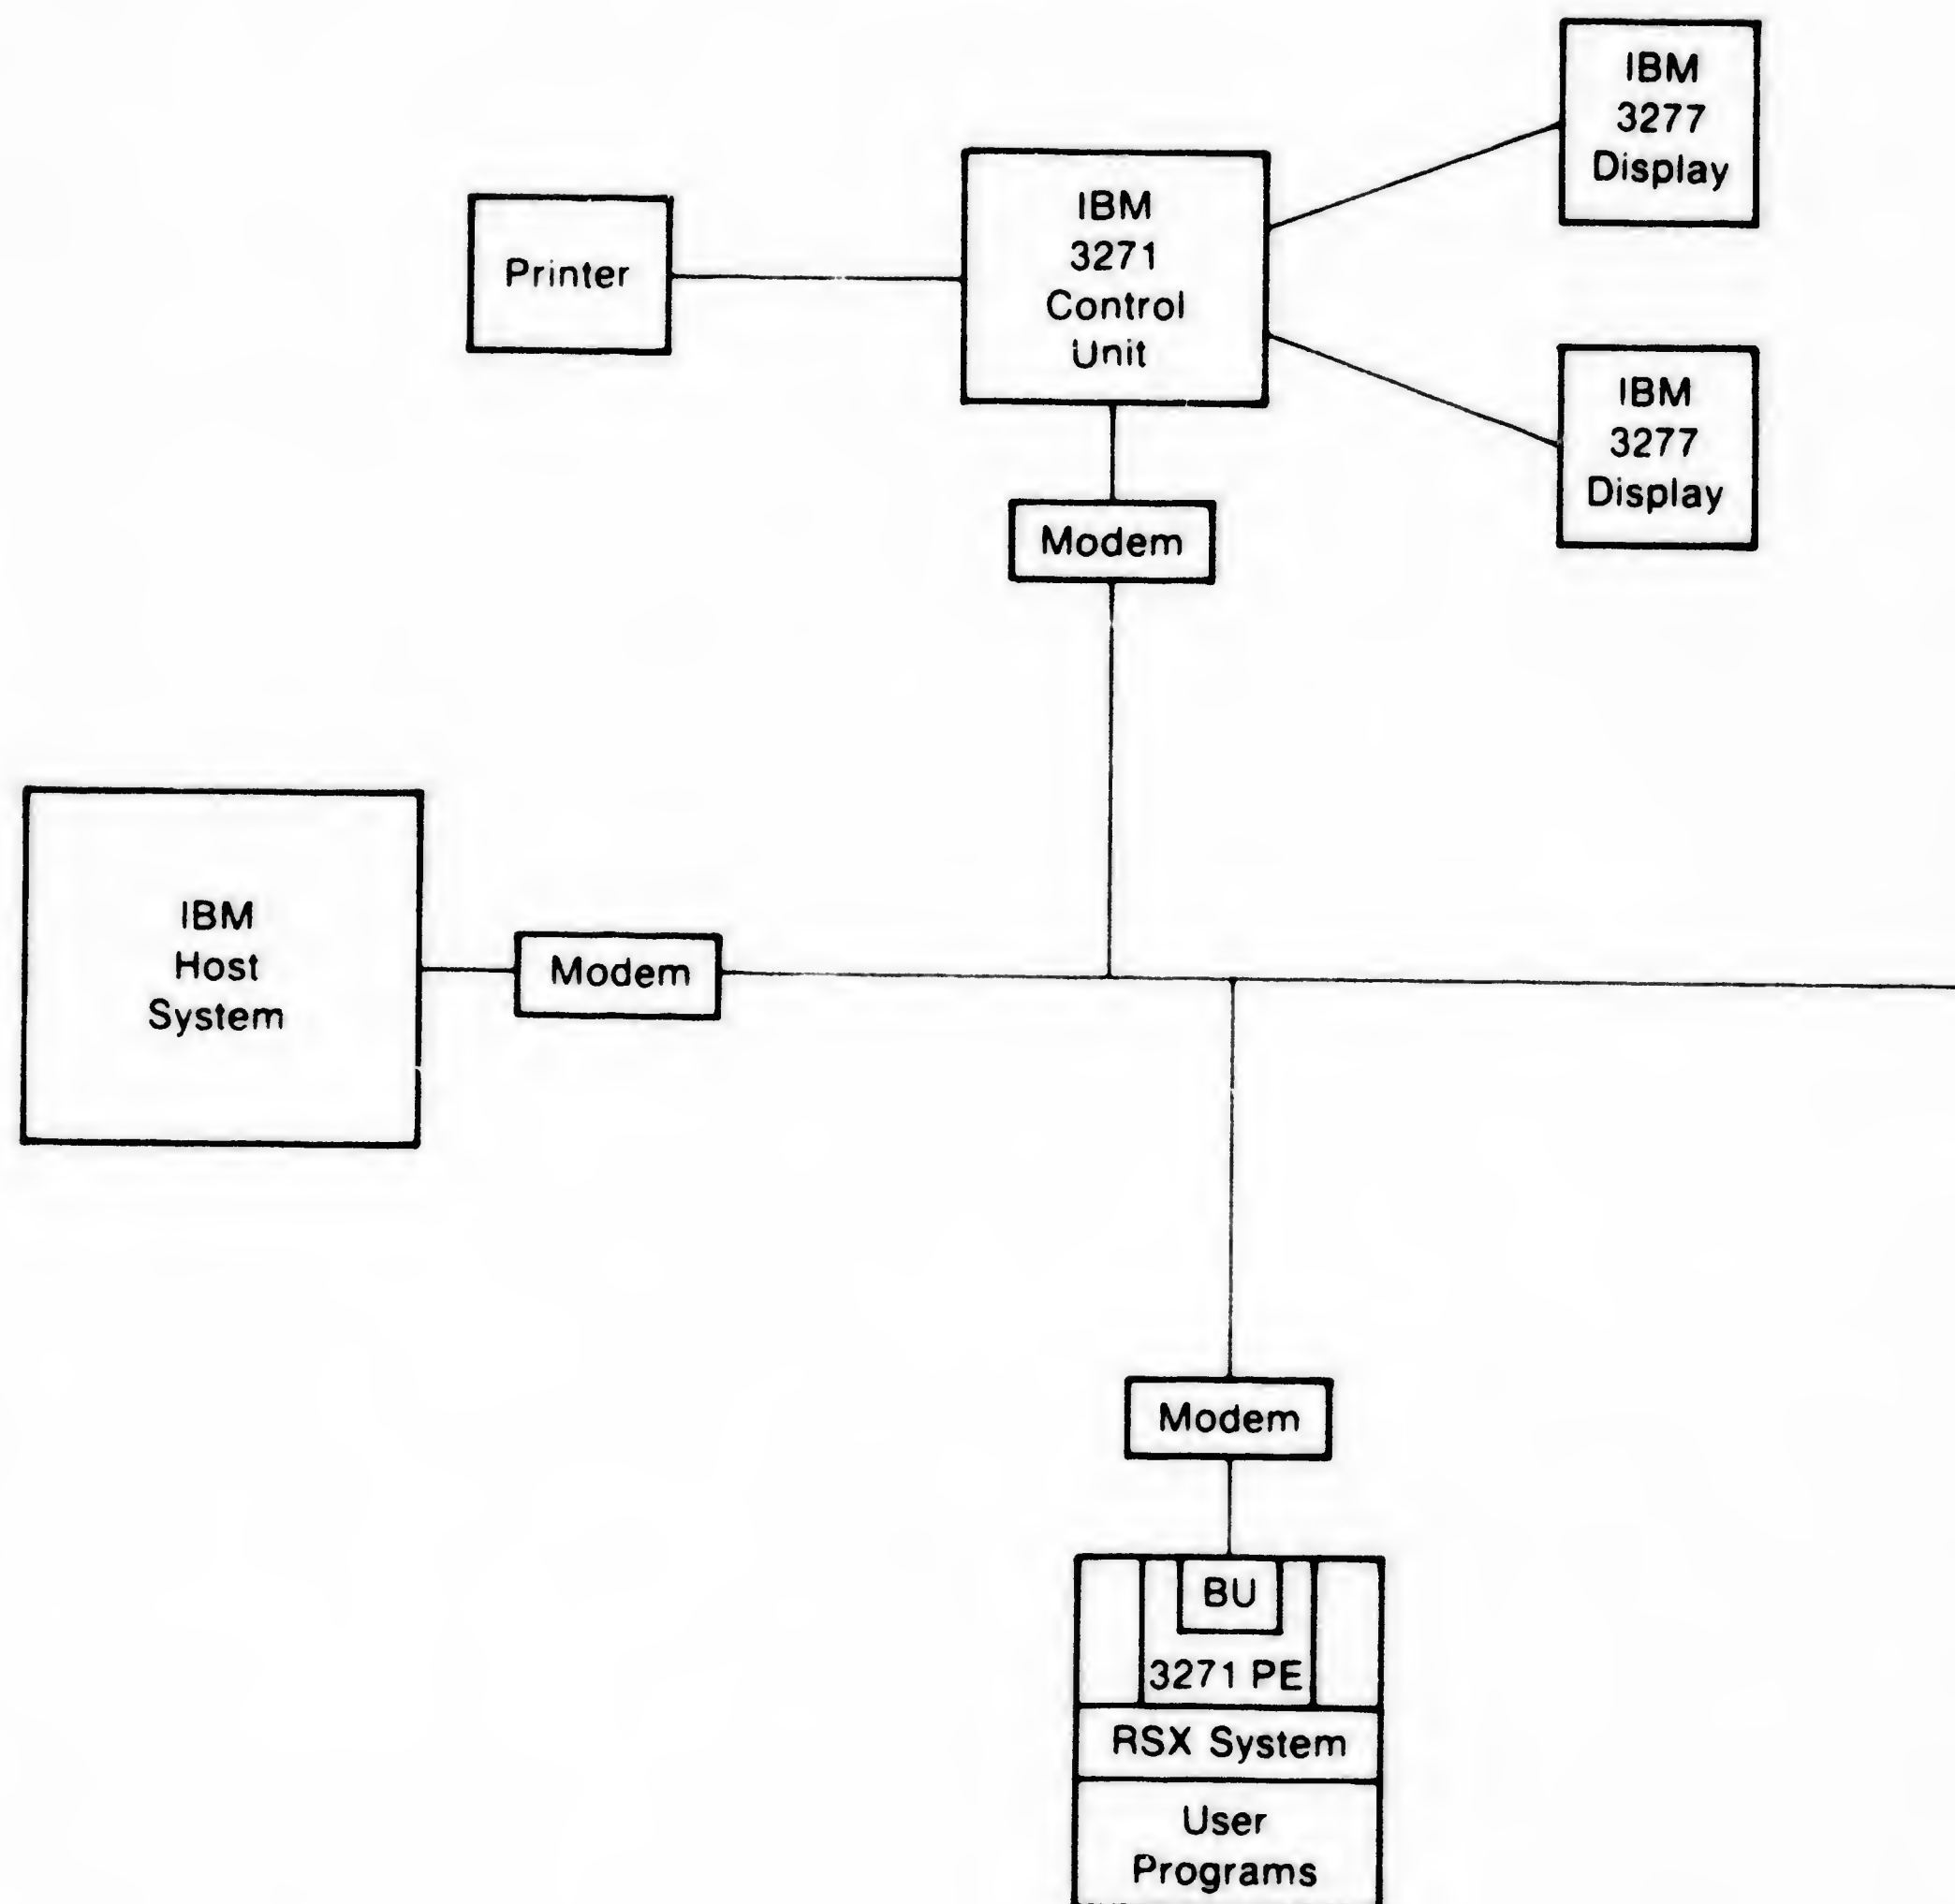 IBM
3277
Display
IBM
3271
Control
Unit
Printer
IBM
3277
Display
Modem
IBM
Host
System
Modem
Modem
BU
3271 PE
RSX System
User
Programs